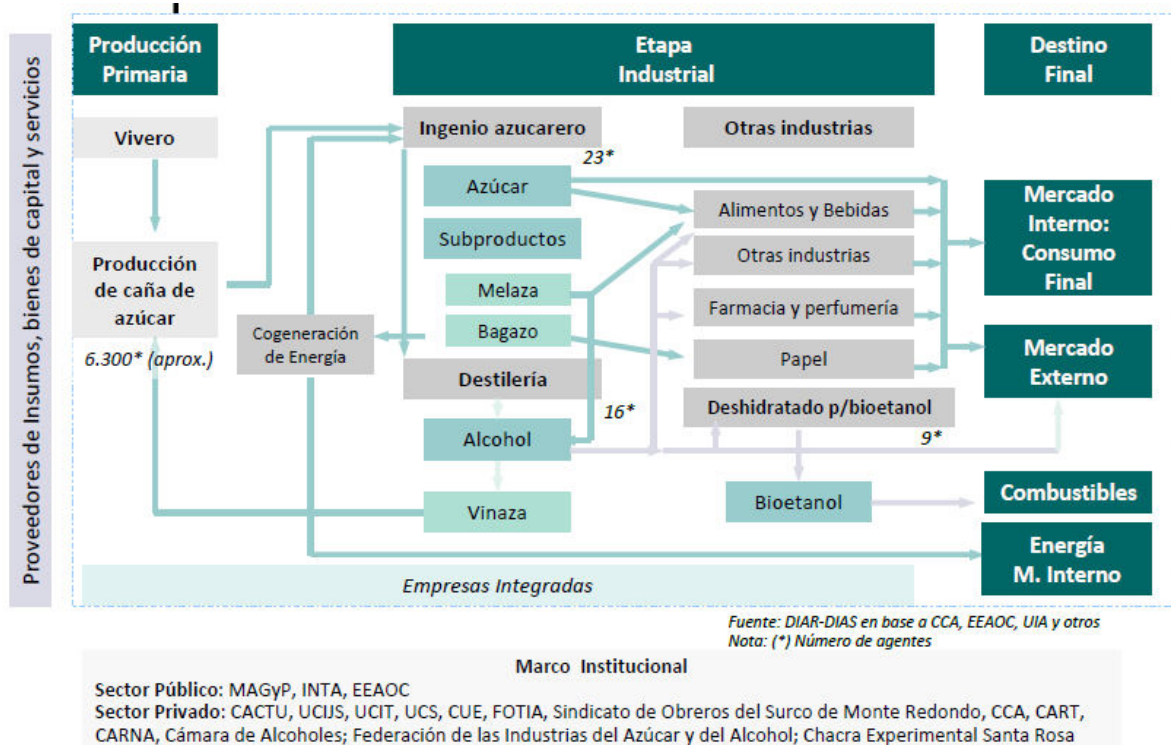 Proveedores de Insumos, bienes de capital y servicios
Producción
Primaria
Etapa
Industrial
Destino
Final
Vivero
Ingenio azucarero
23*
Otras industrias
Azúcar
Subproductos
Melaza
Bagazo
Alimentos y Bebidas
Otras industrias
Farmacia y perfumería
Papel
Mercado
Interno:
Consumo
Final
Producción
de caña de
azúcar
6.300* (aprox.)
Cogeneración
de Energía
Mercado
Externo
Destilería
16*
Deshidratado p/bioetanol
9*
Alcohol
Vinaza
Bioetanol
Combustibles
Energía
M. Interno
Empresas Integradas
Fuente: DIAR-DIAS en base a CCA, EEAOC, UIA y otros
Nota: (*) Número de agentes
Marco Institucional
Sector Público: MAGyP, INTA, EEAOC
Sector Privado: CACTU, UCIJS, UCIT, UCS, CUE, FOTIA, Sindicato de Obreros del Surco de Monte Redondo, CCA, CART,
CARNA, Cámara de Alcoholes; Federación de las Industrias del Azúcar y del Alcohol; Chacra Experimental Santa Rosa